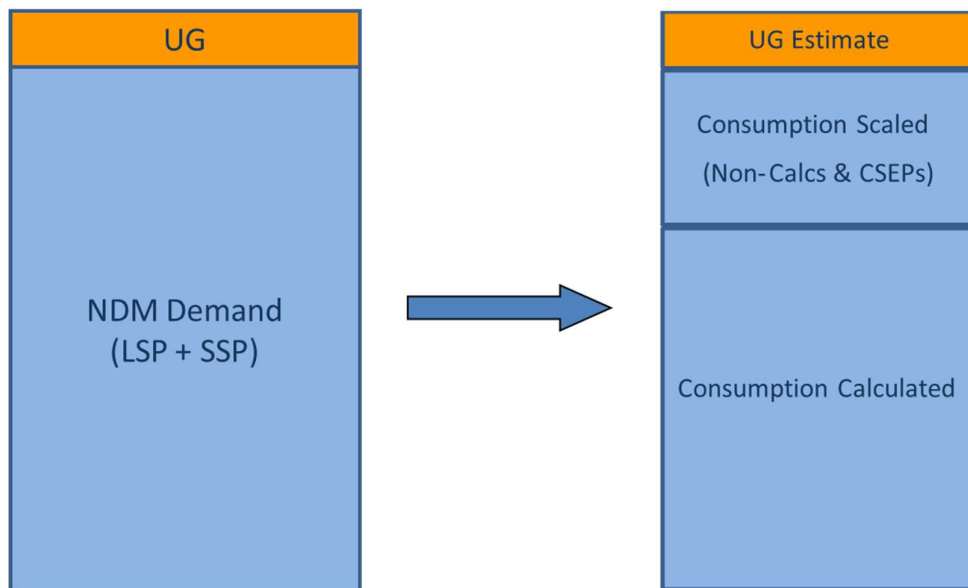 UG
NDM Demand
(LSP + SSP)
UG Estimate
Consumption Scaled
(Non-Calcs & CSEPs)
Consumption Calculated